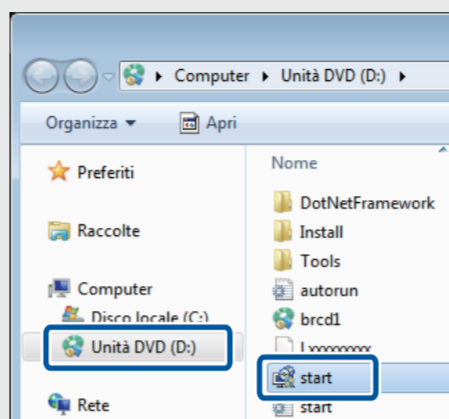 Computer Unità DVD (D:)
Organizza Apri
Preferiti
Raccolte
Computer
Disco locale (C:)
Unità DVD (D:)
Rete
Nome
DotNetFramework
Install
Tools
autorun
brcd1
Lxxxxxxxx
start
start